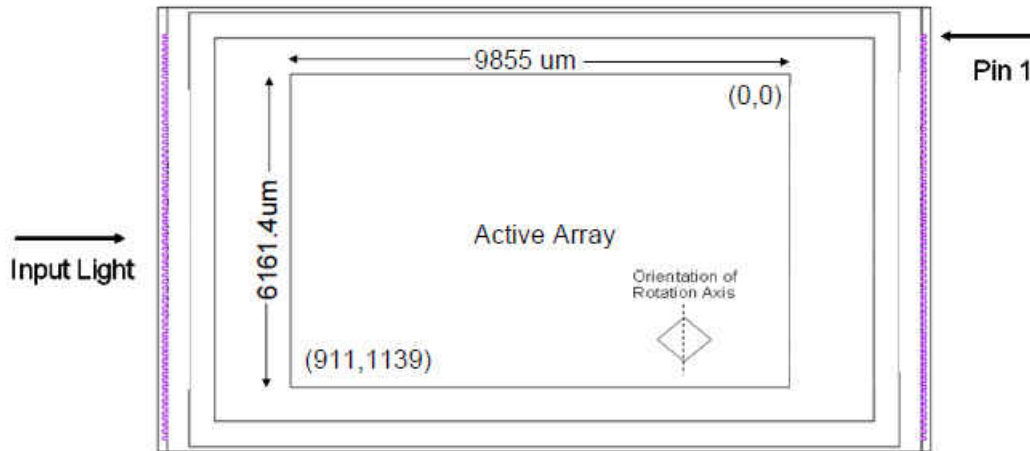 9855 um
Pin 1
(0,0)
6161.4um
Active Array
Input Light
Orientation of
Rotation Axis
(911,1139)